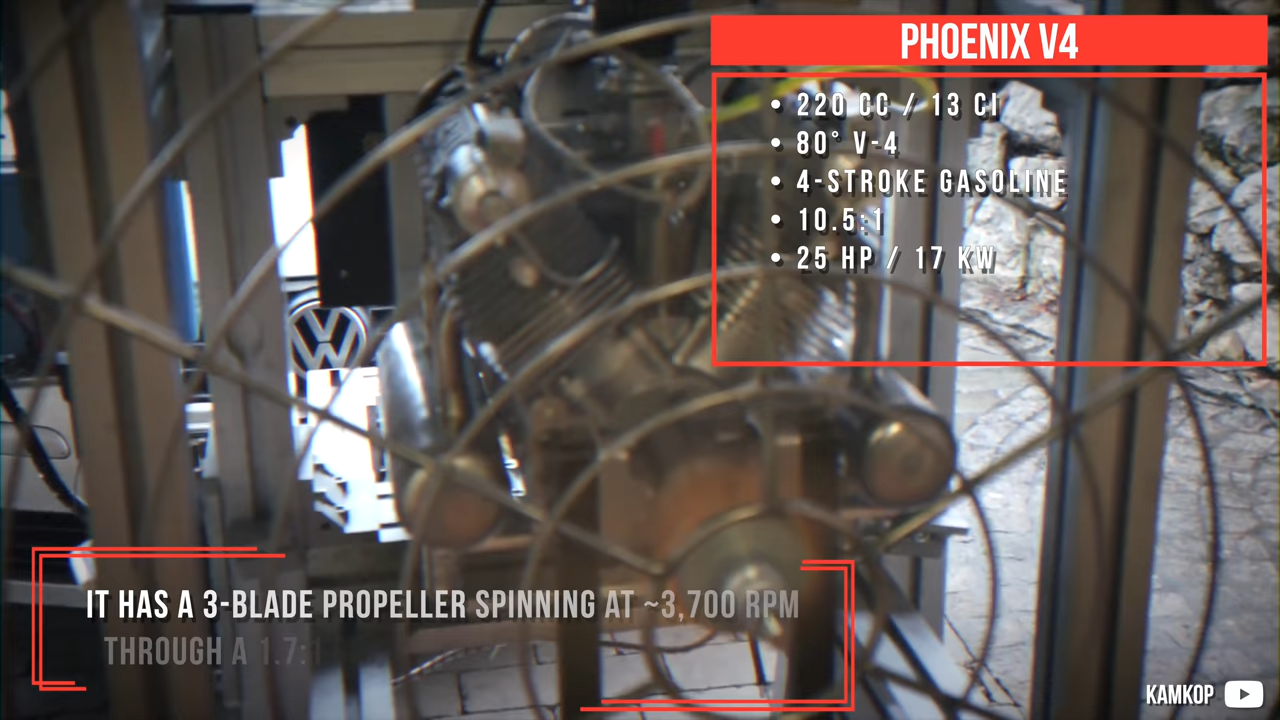 PHOENIX V4
• 220 CC / 13 CI
• 80° V-4
• 4-STROKE GASOLINE
• 10.5:1
• 25 HP / 17 KW
VW
IT HAS A 3-BLADE PROPELLER SPINNING AT ~3,700 RPM
THROUGH A 1.7:1
KAMKOP